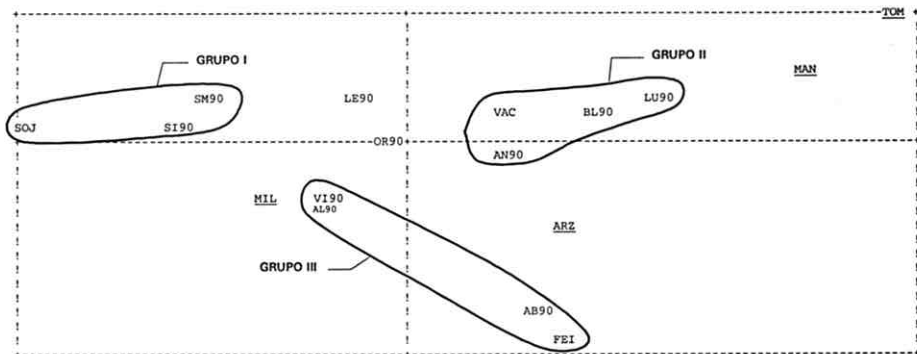 TOM
GRUPO I
GRUPO II
MAN
SM90
LE90
LU90
VAC
BL90
SOJ
SI90
OR90
AN90
MIL
VI90
AL90
ARZ
GRUPO III
AB90
FEI